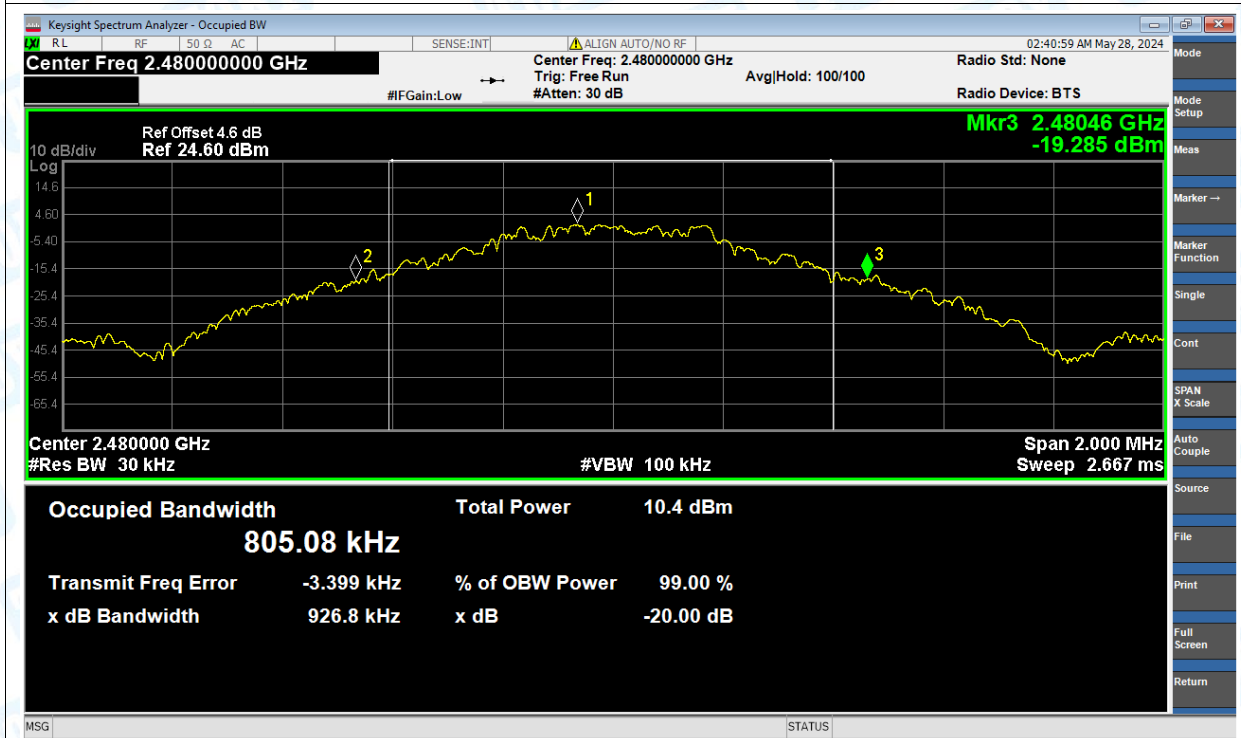 Keysight Spectrum Analyzer - Occupied BW
LXI RL RF 50 Ω AC SENSE:INT ALIGN AUTO/NO RF 02:40:59 AM May 28, 2024
Center Freq 2.480000000 GHz
Center Freq: 2.480000000 GHz
Radio Std: None
Trig: Free Run
Avg|Hold: 100/100
#IFGain:Low
#Atten: 30 dB
Radio Device: BTS
Mkr3 2.48046 GHz
-19.285 dBm
Ref Offset 4.6 dB
10 dB/div
Ref 24.60 dBm
Log
14.6
4.60
-5.40
-15.4
-25.4
-35.4
-45.4
-55.4
-65.4
1
2
3
Center 2.480000 GHz
Span 2.000 MHz
#Res BW 30 kHz
#VBW 100 kHz
Sweep 2.667 ms
Occupied Bandwidth
805.08 kHz
Total Power 10.4 dBm
Transmit Freq Error -3.399 kHz
% of OBW Power 99.00 %
x dB Bandwidth 926.8 kHz
x dB -20.00 dB
Mode
Mode
Setup
Meas
Marker →
Marker
Function
Single
Cont
SPAN
X Scale
Auto
Couple
Source
File
Print
Full
Screen
Return
MSG
STATUS